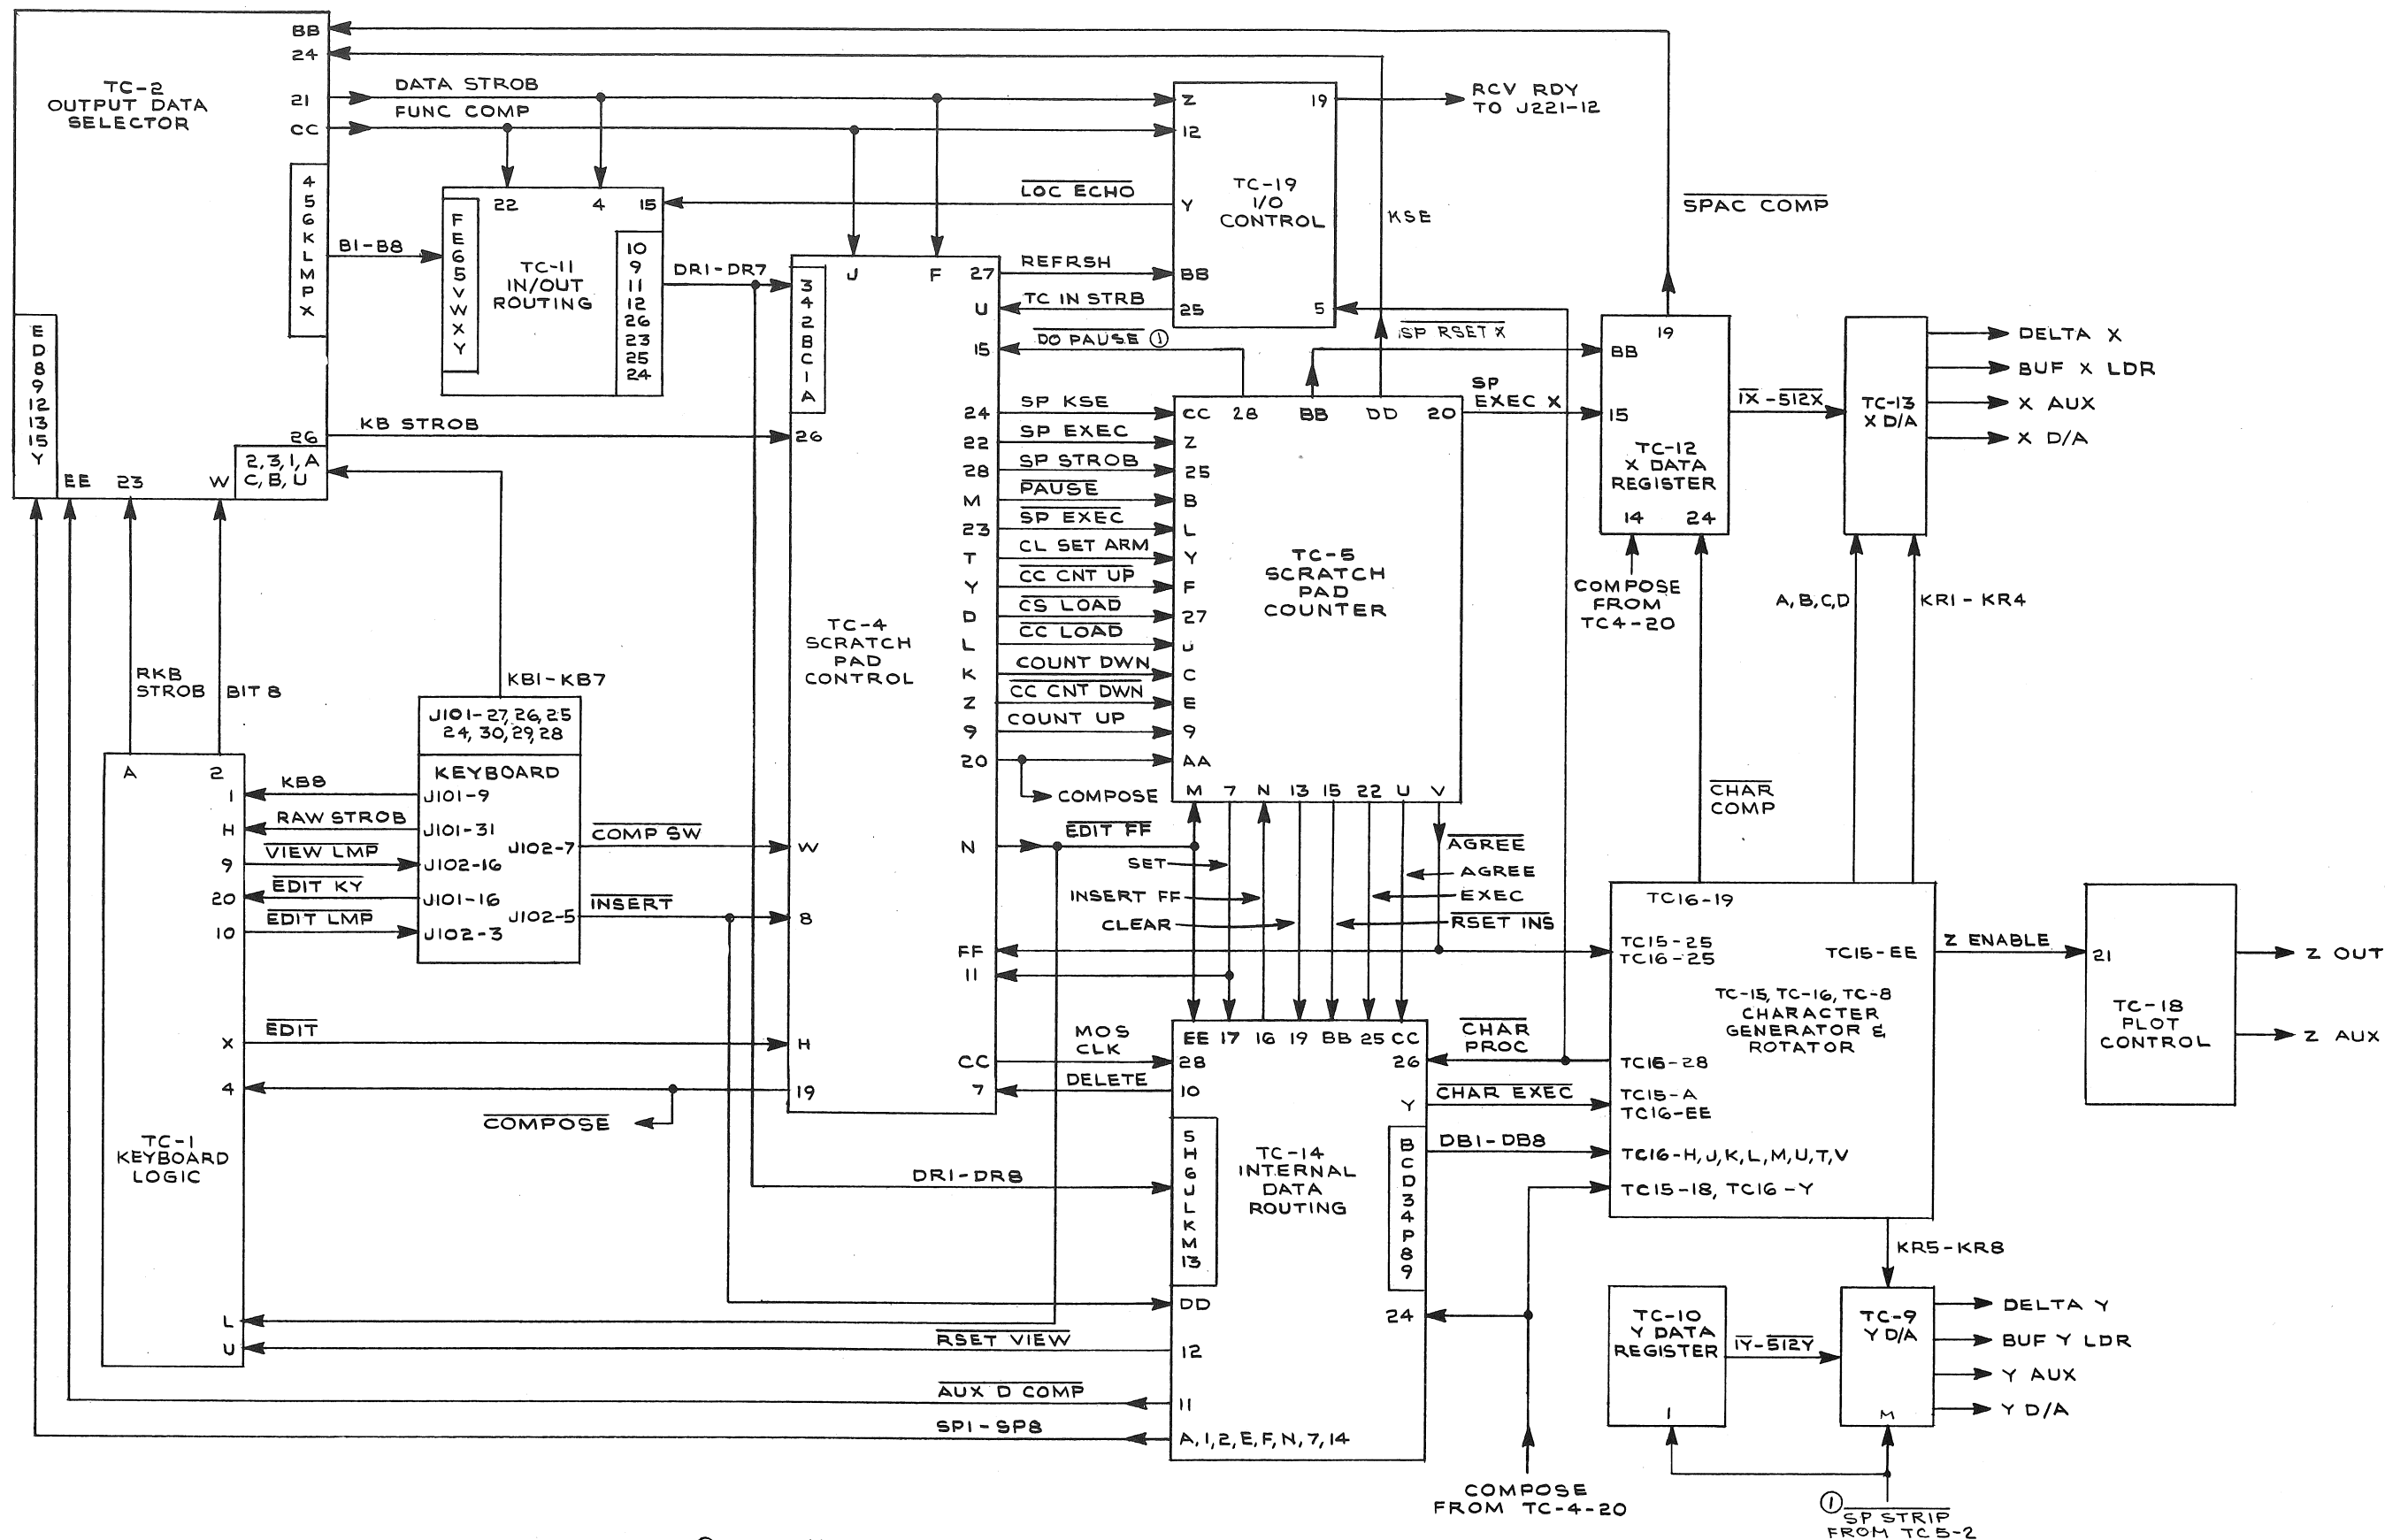 TC-2
OUTPUT DATA
SELECTOR
BB
24
21
CC
4
5
6
K
L
M
P
X
26
2,3,1,A
C,B,U
E
D
8
9
12
13
15
Y
EE
23
W
DATA STROB
FUNC COMP
B1-B8
KB STROB
22
4
15
F
E
6
5
V
W
X
Y
TC-11
IN/OUT
ROUTING
10
9
11
12
26
23
25
24
DR1-DR7
LOC ECHO
Z
12
Y
BB
25
19
5
TC-19
I/O
CONTROL
RCV RDY
TO J221-12
KSE
SPAC COMP
REFRSH
TC IN STRB
DO PAUSE ①
SP RSET X
J
F
27
U
15
3
4
2
B
C
1
A
26
TC-4
SCRATCH
PAD
CONTROL
24
22
28
M
23
T
Y
D
L
K
Z
9
20
N
FF
11
CC
7
W
8
H
19
SP KSE
SP EXEC
SP STROB
PAUSE
SP EXEC
CL SET ARM
CC CNT UP
CS LOAD
CC LOAD
COUNT DWN
CC CNT DWN
COUNT UP
COMPOSE
CC
28
BB
DD
20
Z
25
B
L
Y
F
27
J
C
E
9
AA
M
7
N
13
15
22
U
V
TC-5
SCRATCH
PAD
COUNTER
SP
EXEC X
19
BB
15
TC-12
X DATA
REGISTER
14
24
COMPOSE
FROM
TC4-20
1X-512X
TC-13
X D/A
DELTA X
BUF X LDR
X AUX
X D/A
A,B,C,D
KR1-KR4
CHAR
COMP
RKB
STROB
BIT 8
KB1-KB7
J101-27,26,25
24,30,29,28
KEYBOARD
J101-9
J101-31
J102-7
J102-16
J101-16
J102-5
J102-3
KB8
RAW STROB
VIEW LMP
EDIT KY
EDIT LMP
COMP SW
INSERT
A
2
1
H
9
20
10
X
4
L
U
TC-1
KEYBOARD
LOGIC
EDIT
COMPOSE
EDIT FF
SET
INSERT FF
CLEAR
AGREE
AGREE
EXEC
RSET INS
MOS
CLK
DELETE
CHAR
PROC
CHAR EXEC
DB1-DB8
DR1-DR8
RSET VIEW
AUX D COMP
SP1-SP8
EE
17
16
19
BB
25
CC
28
26
10
Y
5
H
6
J
L
K
M
13
TC-14
INTERNAL
DATA
ROUTING
B
C
D
3
4
P
8
9
DD
24
12
11
A,1,2,E,F,N,7,14
COMPOSE
FROM TC-4-20
TC16-19
TC15-25
TC16-25
TC15-EE
TC-15, TC-16, TC-8
CHARACTER
GENERATOR &
ROTATOR
TC16-28
TC15-A
TC16-EE
TC16-H,J,K,L,M,U,T,V
TC15-18, TC16-Y
Z ENABLE
21
TC-18
PLOT
CONTROL
Z OUT
Z AUX
KR5-KR8
TC-10
Y DATA
REGISTER
1
1Y-512Y
TC-9
Y D/A
M
DELTA Y
BUF Y LDR
Y AUX
Y D/A
① SP STRIP
FROM TC5-2